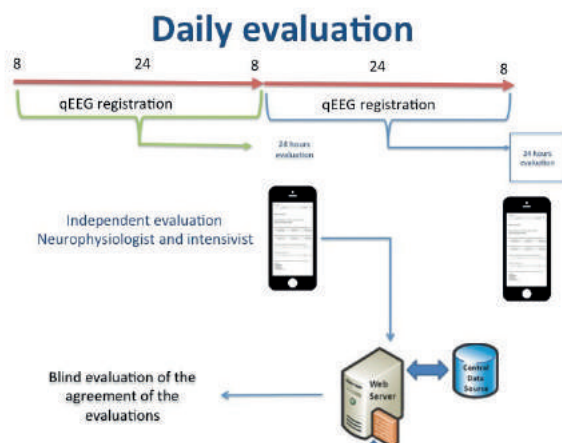 Daily evaluation
8 24 8 24 8
qEEG registration qEEG registration
24 hours
evaluation
24 hours
evaluation
Independent evaluation
Neurophysiologist and intensivist
Blind evaluation of the
agreement of the
evaluations
Web
Server
Central
Data
Source